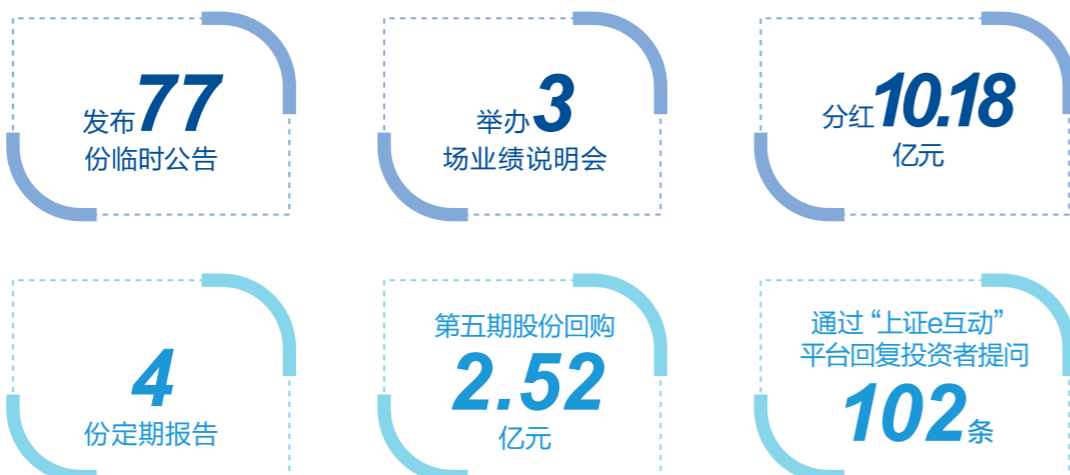 发布77
份临时公告
举办3
场业绩说明会
分红10.18
亿元
4
份定期报告
第五期股份回购
2.52
亿元
通过 “上证e互动”
平台回复投资者提问
102条